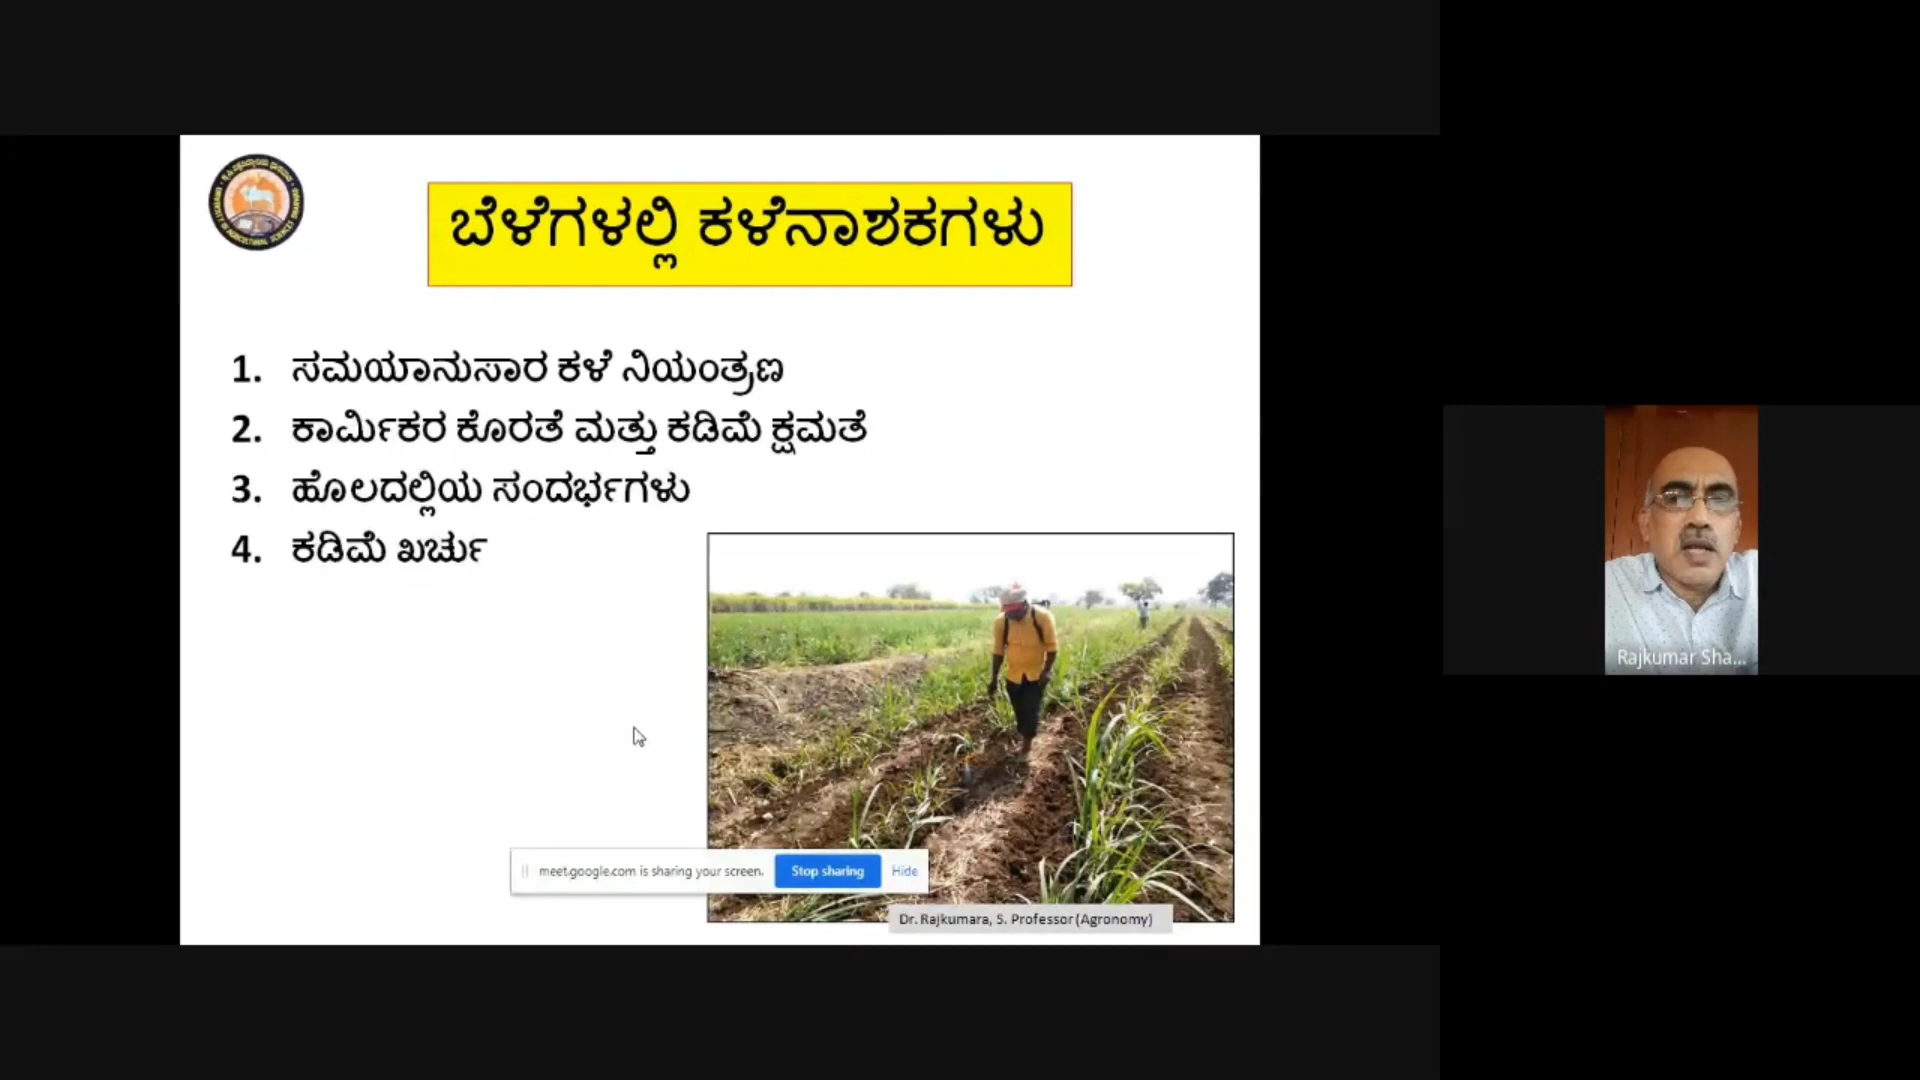 ಬೆಳೆಗಳಲ್ಲಿ ಕಳೆನಾಶಕಗಳು
1. ಸಮಯಾನುಸಾರ ಕಳೆ ನಿಯಂತ್ರಣ
2. ಕಾರ್ಮಿಕರ ಕೊರತೆ ಮತ್ತು ಕಡಿಮೆ ಕ್ಷಮತೆ
3. ಹೊಲದಲ್ಲಿಯ ಸಂದರ್ಭಗಳು
4. ಕಡಿಮೆ ಖರ್ಚು
Rajkumar Sha...
meet.google.com is sharing your screen. Stop sharing Hide
Dr. Rajkumara, S. Professor (Agronomy)